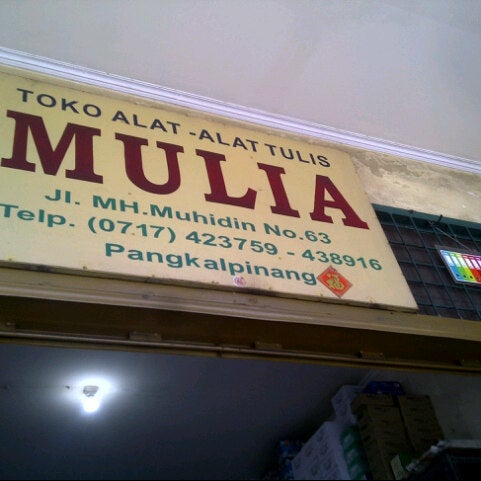 TOKO ALAT-ALAT TULIS
MULIA
Jl. MH.Muhidin No.63
Telp. (0717) 423759 - 438916
Pangkalpinang